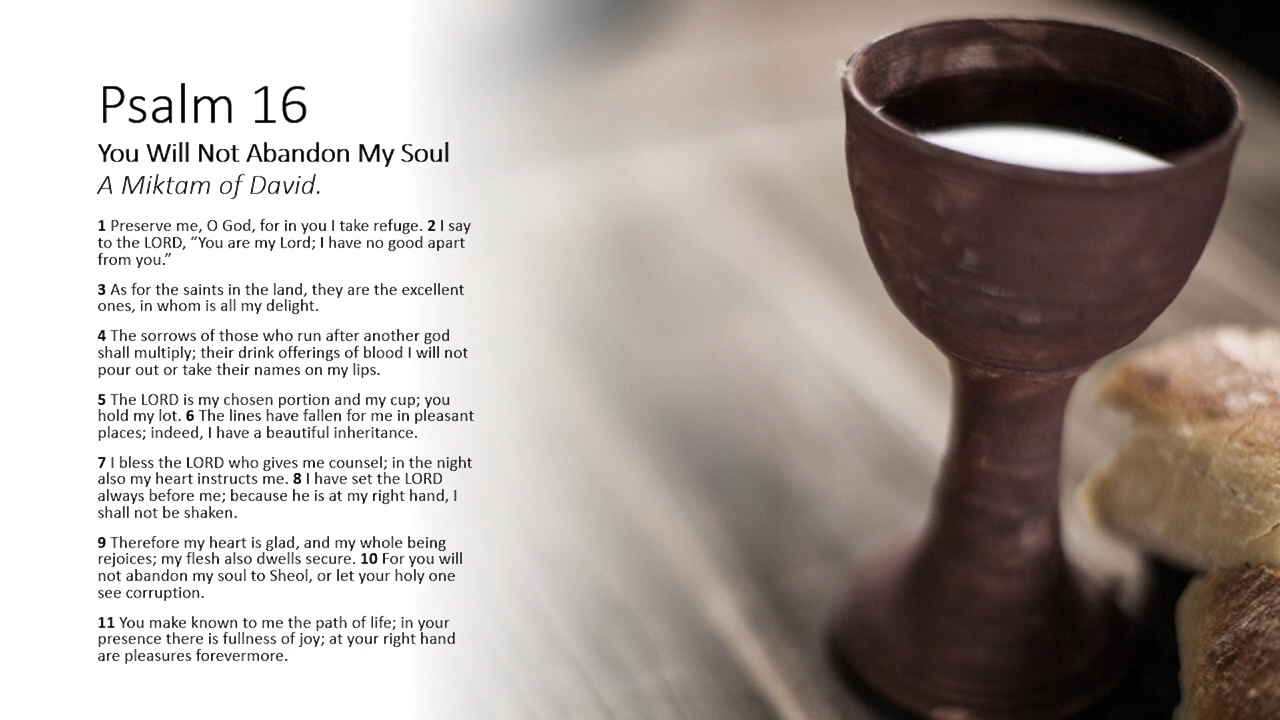 Psalm 16
You Will Not Abandon My Soul
A Miktam of David.
1 Preserve me, O God, for in you I take refuge. 2 I say
to the LORD, “You are my Lord; I have no good apart
from you.”
3 As for the saints in the land, they are the excellent
ones, in whom is all my delight.
4 The sorrows of those who run after another god
shall multiply; their drink offerings of blood I will not
pour out or take their names on my lips.
5 The LORD is my chosen portion and my cup; you
hold my lot. 6 The lines have fallen for me in pleasant
places; indeed, I have a beautiful inheritance.
7 I bless the LORD who gives me counsel; in the night
also my heart instructs me. 8 I have set the LORD
always before me; because he is at my right hand, I
shall not be shaken.
9 Therefore my heart is glad, and my whole being
rejoices; my flesh also dwells secure. 10 For you will
not abandon my soul to Sheol, or let your holy one
see corruption.
11 You make known to me the path of life; in your
presence there is fullness of joy; at your right hand
are pleasures forevermore.